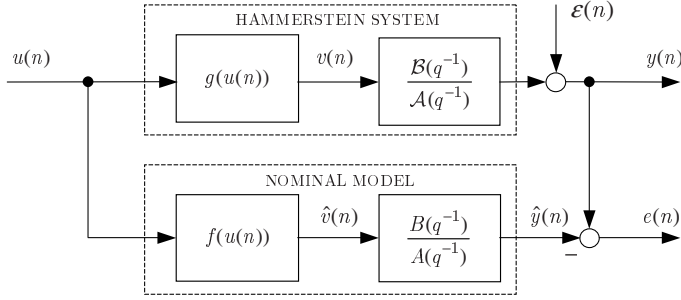 HAMMERSTEIN SYSTEM
ε(n)
u(n)
g(u(n))
v(n)
ℬ(q⁻¹)
𝒜(q⁻¹)
y(n)
NOMINAL MODEL
f(u(n))
v̂(n)
B(q⁻¹)
A(q⁻¹)
ŷ(n)
e(n)
−